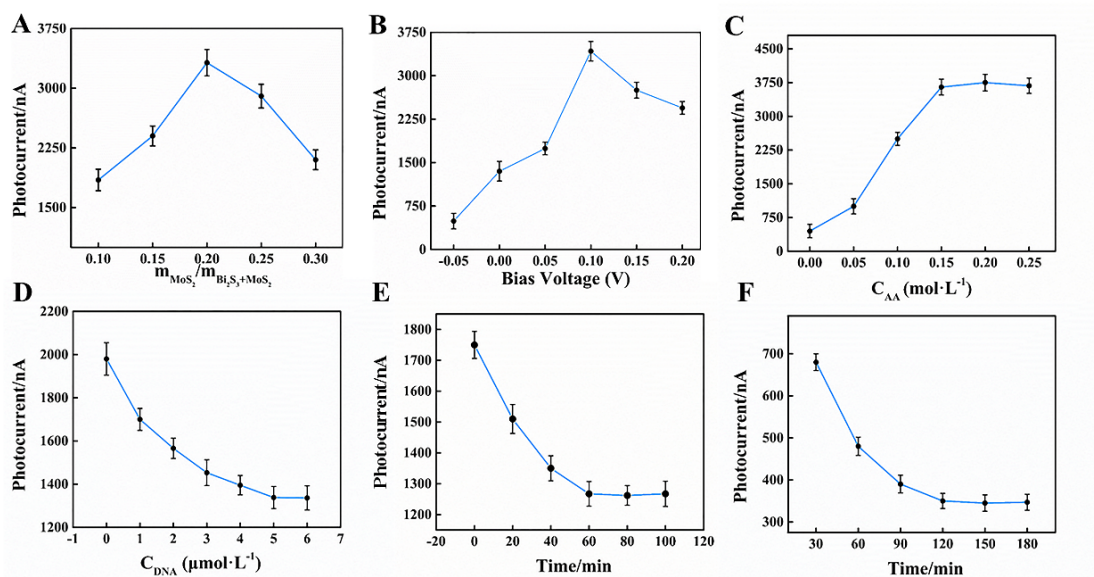 A
Photocurrent/nA
3750
3000
2250
1500
0.10 0.15 0.20 0.25 0.30
m_MoS₂/m_Bi₂S₃+MoS₂
B
Photocurrent/nA
3750
3000
2250
1500
750
0
-0.05 0.00 0.05 0.10 0.15 0.20
Bias Voltage (V)
C
Photocurrent/nA
4500
3750
3000
2250
1500
750
0
0.00 0.05 0.10 0.15 0.20 0.25
C_AA (mol·L⁻¹)
D
Photocurrent/nA
2200
2000
1800
1600
1400
1200
-1 0 1 2 3 4 5 6 7
C_DNA (µmol·L⁻¹)
E
Photocurrent/nA
1800
1700
1600
1500
1400
1300
1200
-20 0 20 40 60 80 100 120
Time/min
F
Photocurrent/nA
700
600
500
400
300
30 60 90 120 150 180
Time/min